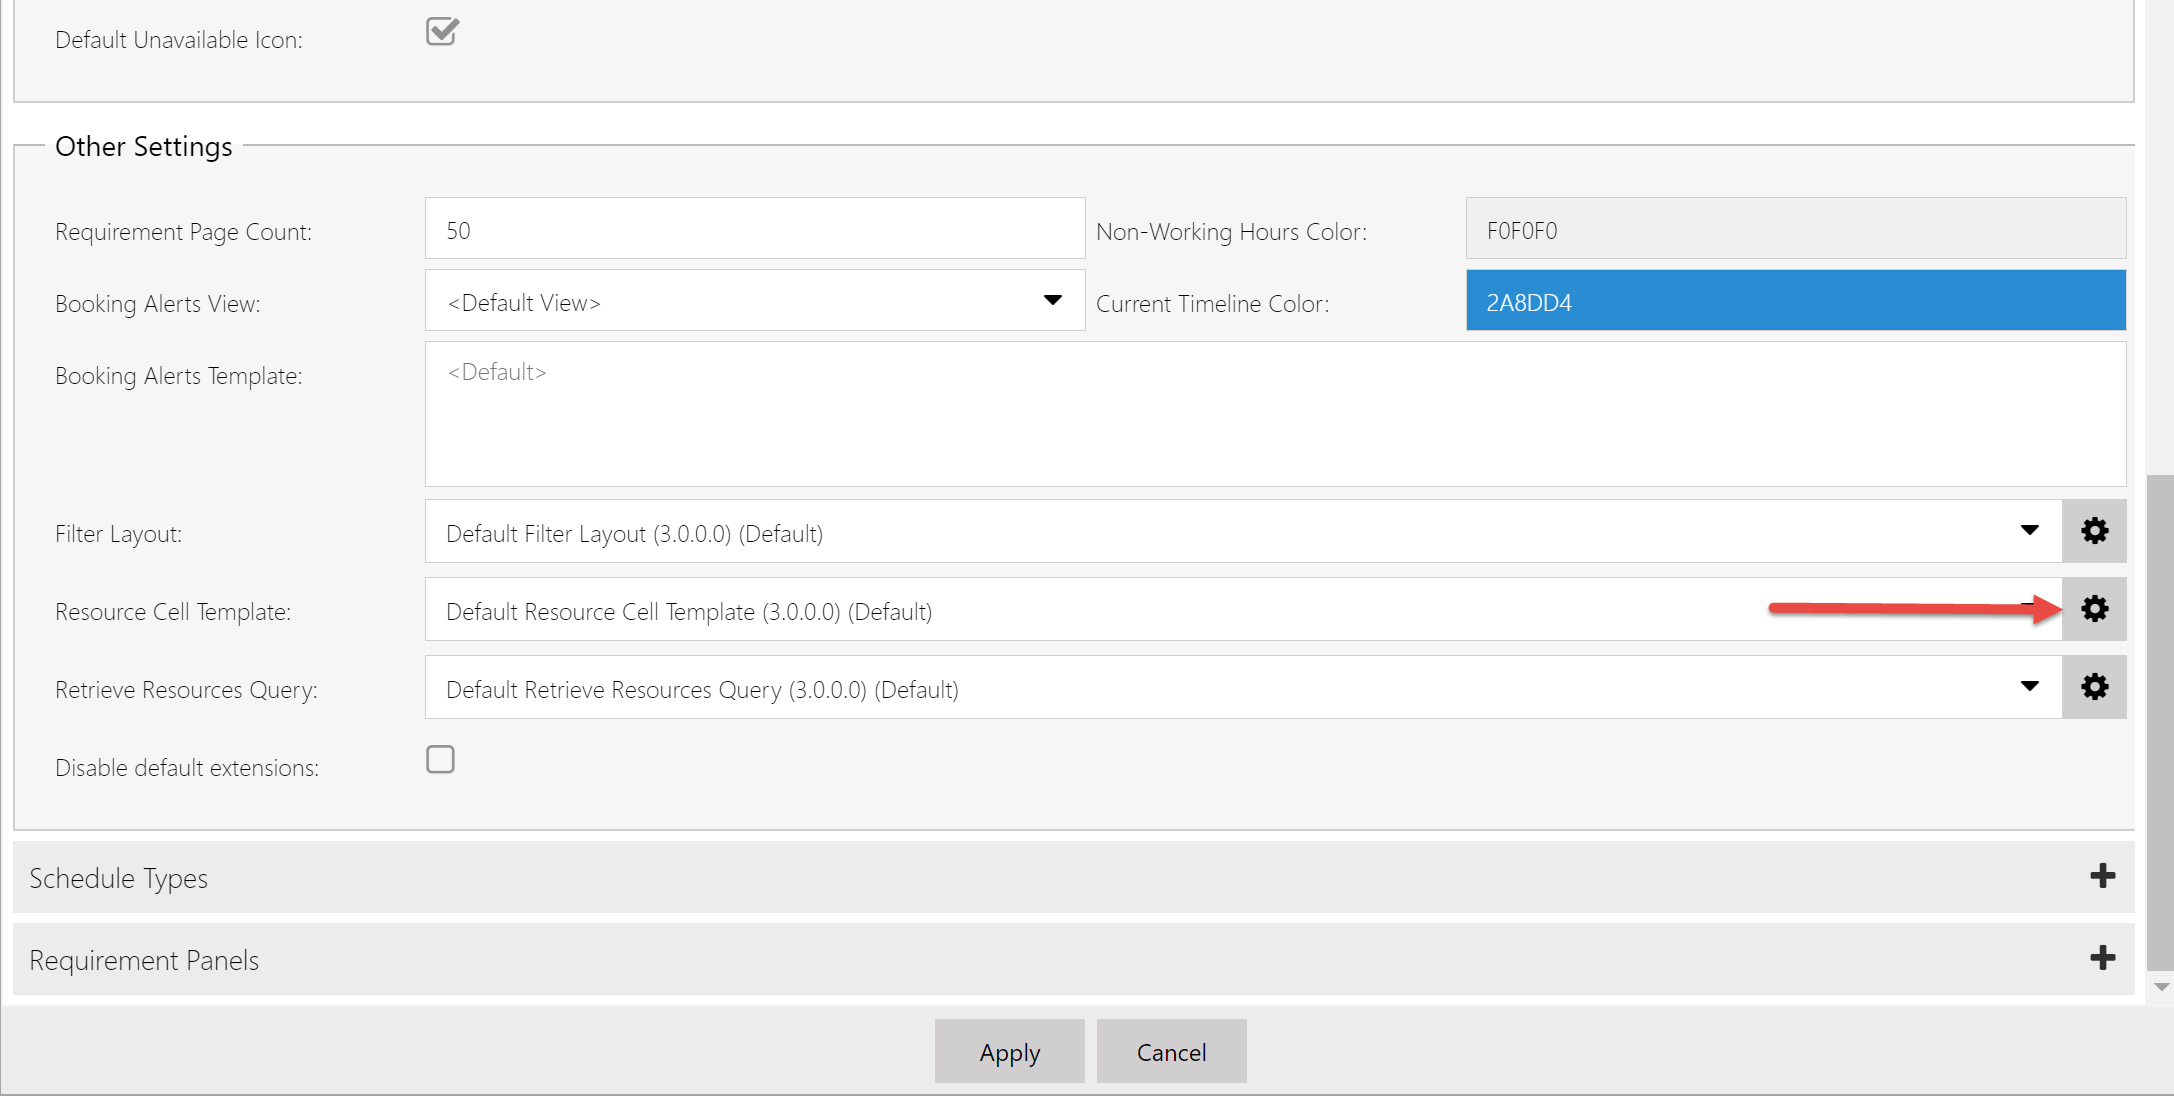 Default Unavailable Icon:
Other Settings
Requirement Page Count:
50
Non-Working Hours Color:
F0F0F0
Booking Alerts View:
<Default View>
Current Timeline Color:
2A8DD4
Booking Alerts Template:
<Default>
Filter Layout:
Default Filter Layout (3.0.0.0) (Default)
Resource Cell Template:
Default Resource Cell Template (3.0.0.0) (Default)
Retrieve Resources Query:
Default Retrieve Resources Query (3.0.0.0) (Default)
Disable default extensions:
Schedule Types
Requirement Panels
Apply
Cancel